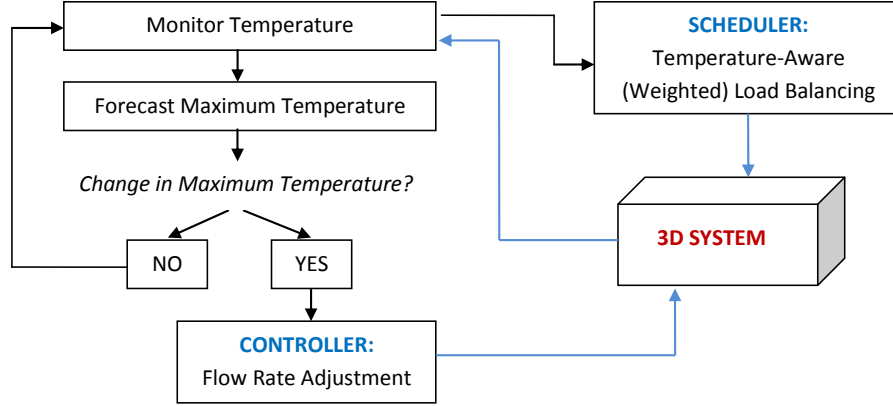 Monitor Temperature
Forecast Maximum Temperature
Change in Maximum Temperature?
NO
YES
CONTROLLER:
Flow Rate Adjustment
SCHEDULER:
Temperature-Aware
(Weighted) Load Balancing
3D SYSTEM